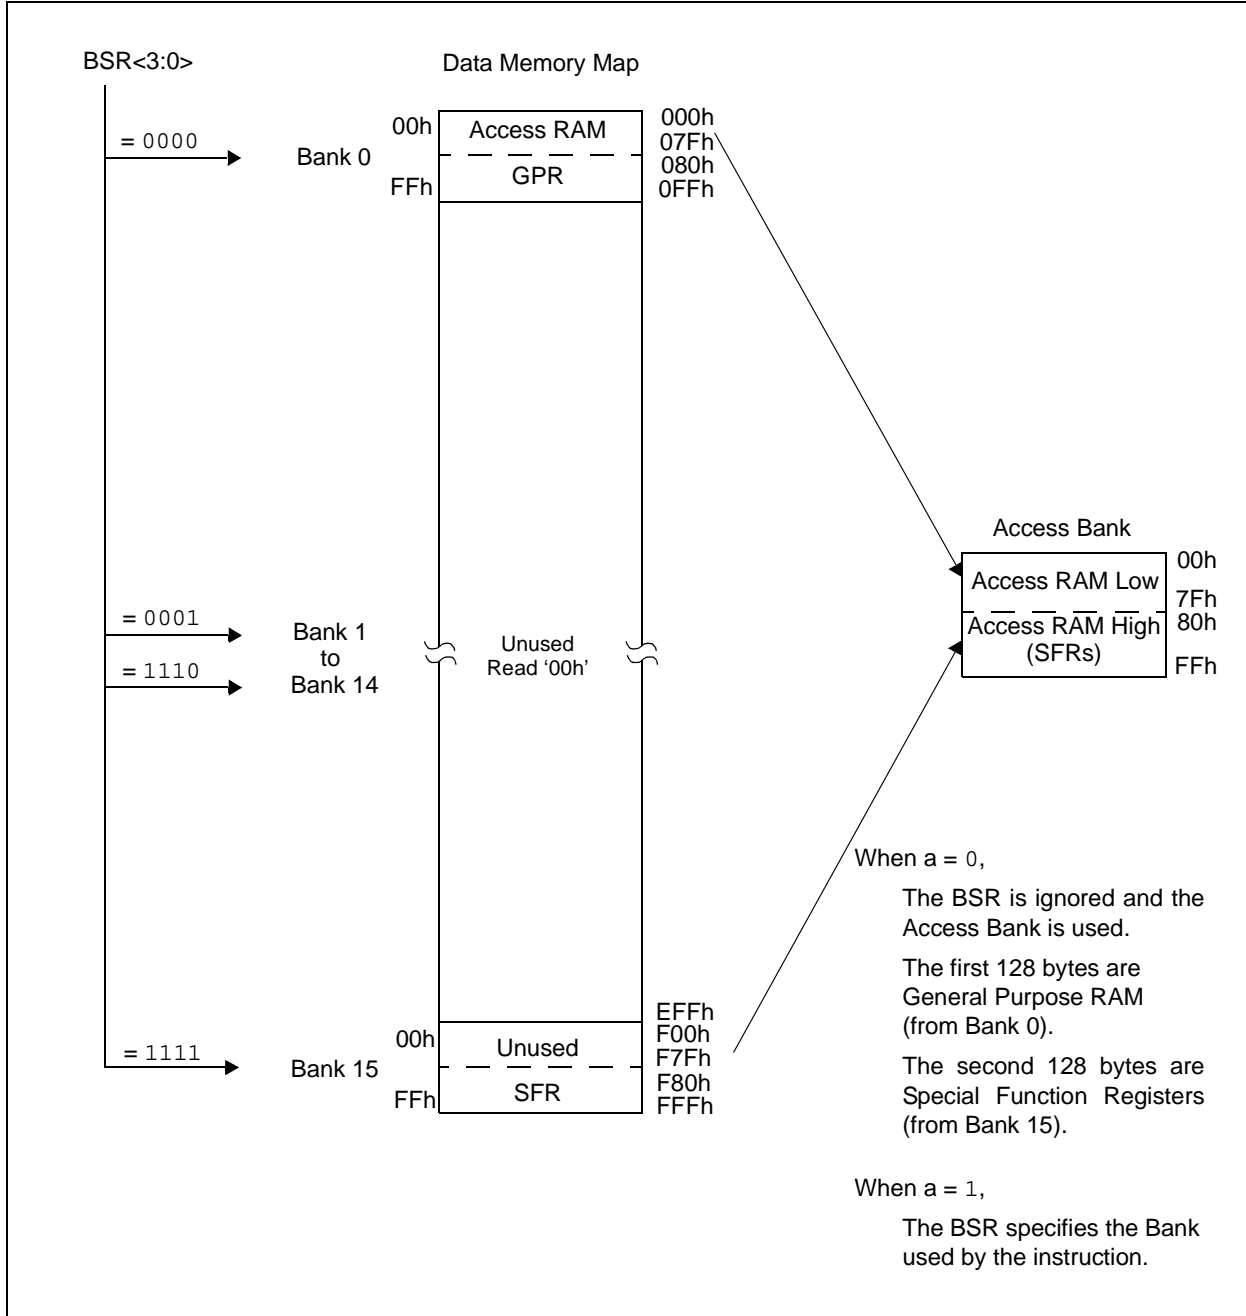 BSR<3:0>
Data Memory Map
= 0000
Bank 0
00h
FFh
Access RAM
GPR
000h
07Fh
080h
0FFh
= 0001
= 1110
Bank 1
to
Bank 14
Unused
Read ‘00h’
Access Bank
Access RAM Low
Access RAM High
(SFRs)
00h
7Fh
80h
FFh
= 1111
Bank 15
00h
FFh
Unused
SFR
EFFh
F00h
F7Fh
F80h
FFFh
When a = 0,
The BSR is ignored and the
Access Bank is used.
The first 128 bytes are
General Purpose RAM
(from Bank 0).
The second 128 bytes are
Special Function Registers
(from Bank 15).
When a = 1,
The BSR specifies the Bank
used by the instruction.